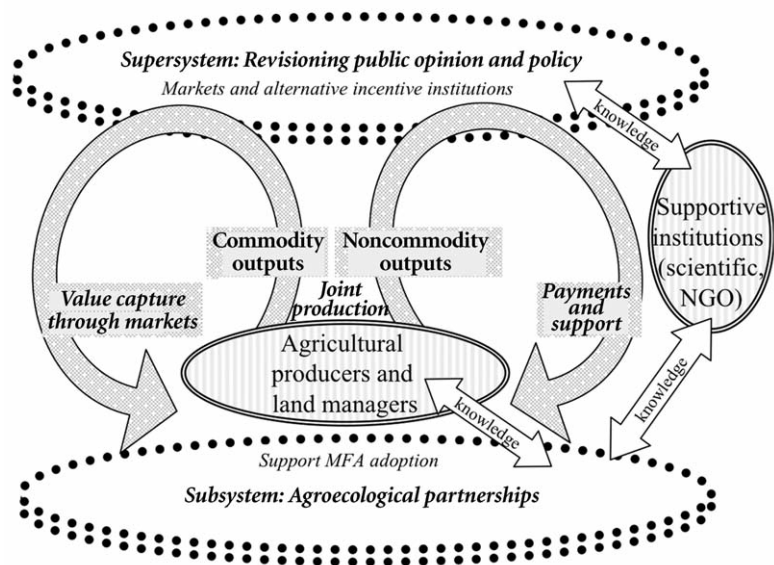 Supersystem: Revisioning public opinion and policy
Markets and alternative incentive institutions
knowledge
Supportive
institutions
(scientific,
NGO)
Commodity
outputs
Noncommodity
outputs
Joint
production
Value capture
through markets
Payments
and
support
Agricultural
producers and
land managers
knowledge
knowledge
Support MFA adoption
Subsystem: Agroecological partnerships